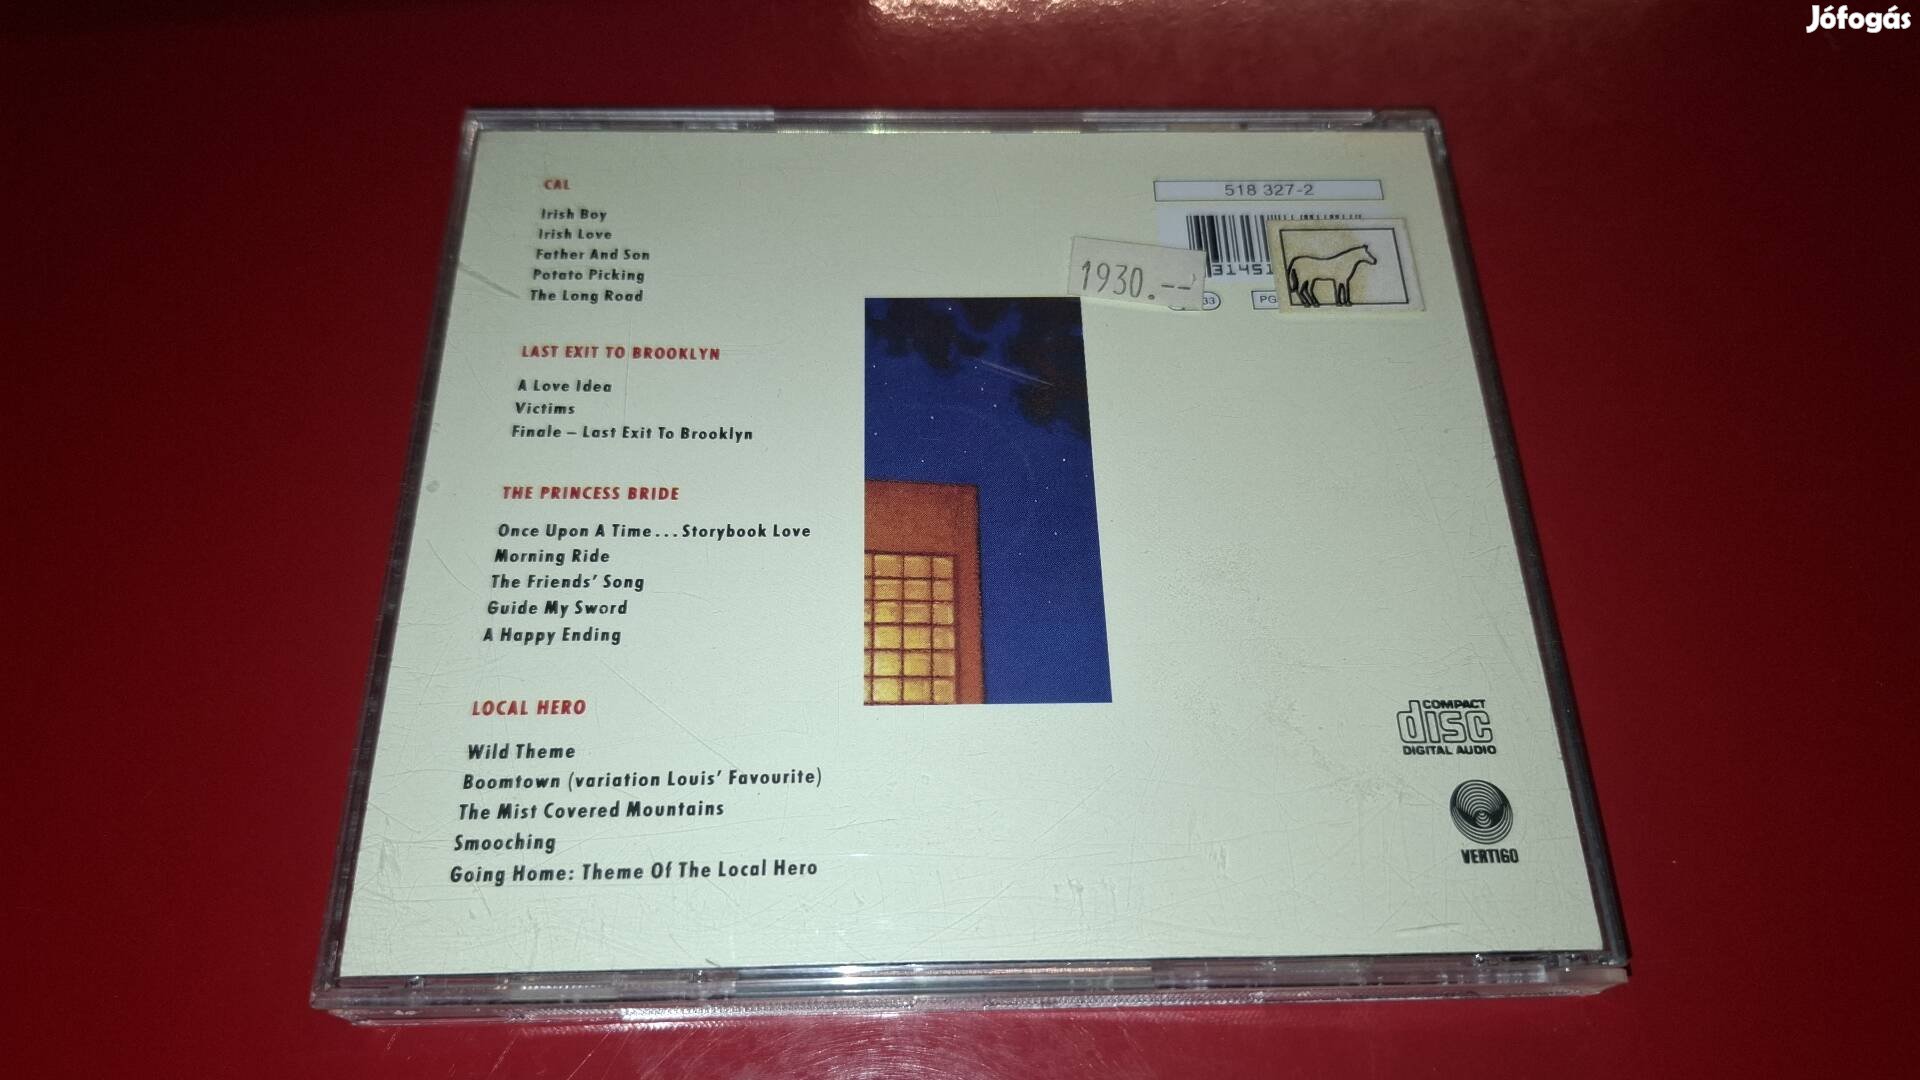 Jófogás
CAL
Irish Boy
Irish Love
Father And Son
Potato Picking
The Long Road
LAST EXIT TO BROOKLYN
A Love Idea
Victims
Finale – Last Exit To Brooklyn
THE PRINCESS BRIDE
Once Upon A Time...Storybook Love
Morning Ride
The Friends' Song
Guide My Sword
A Happy Ending
LOCAL HERO
Wild Theme
Boomtown (variation Louis' Favourite)
The Mist Covered Mountains
Smooching
Going Home: Theme Of The Local Hero
518 327-2
31451
1930.--
33
PG
COMPACT
disc
DIGITAL AUDIO
VERTIGO